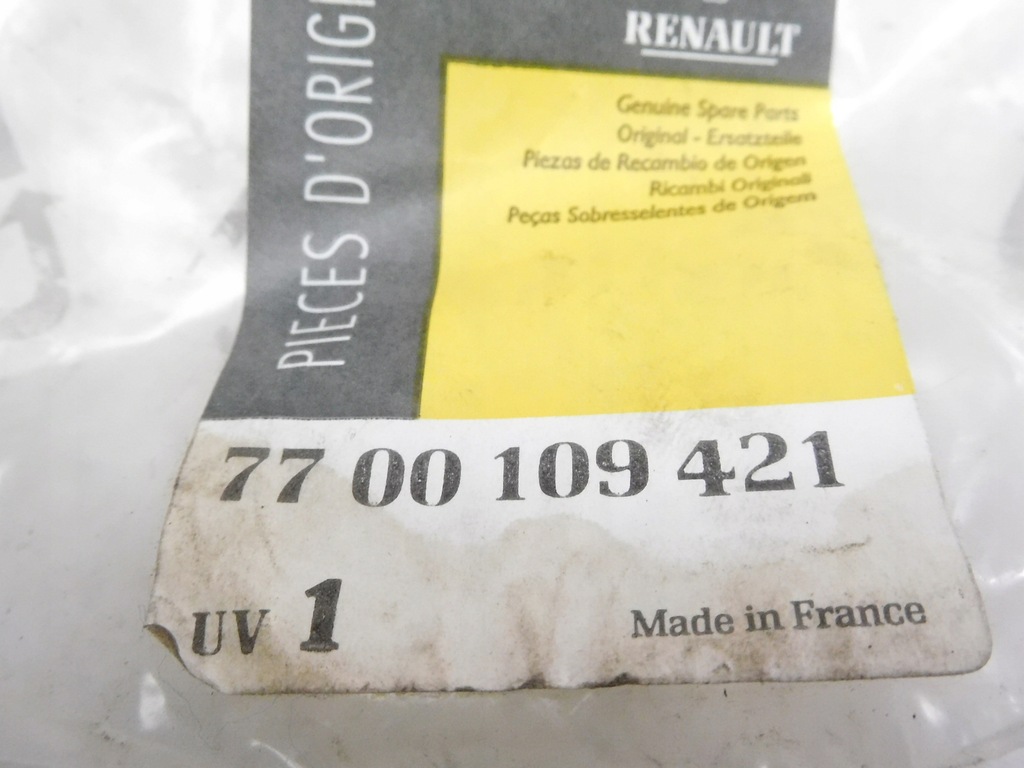 RENAULT
PIECES D'ORIGI
Genuine Spare Parts
Original - Ersatzteile
Piezas de Recambio de Origen
Ricambi Originali
Peças Sobresselentes de Origem
77 00 109 421
UV 1
Made in France